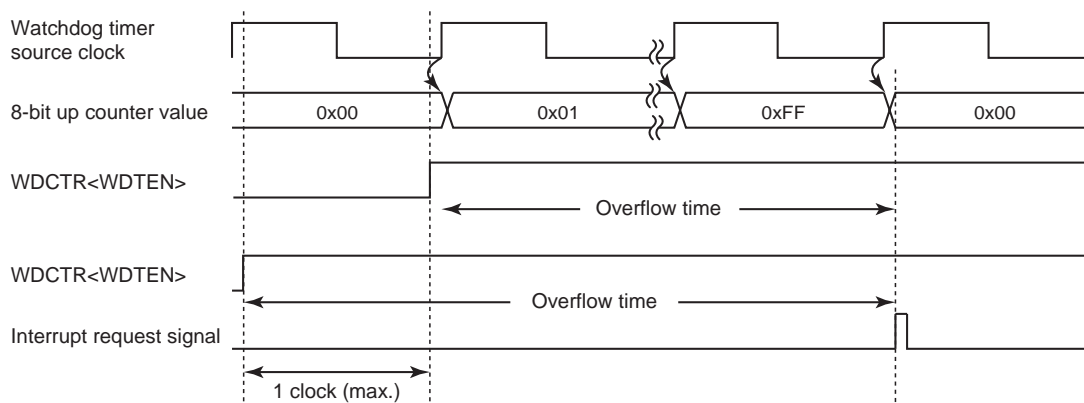 Watchdog timer
source clock
8-bit up counter value
0x00 0x01 0xFF 0x00
WDCTR<WDTEN>
Overflow time
WDCTR<WDTEN>
Overflow time
Interrupt request signal
1 clock (max.)